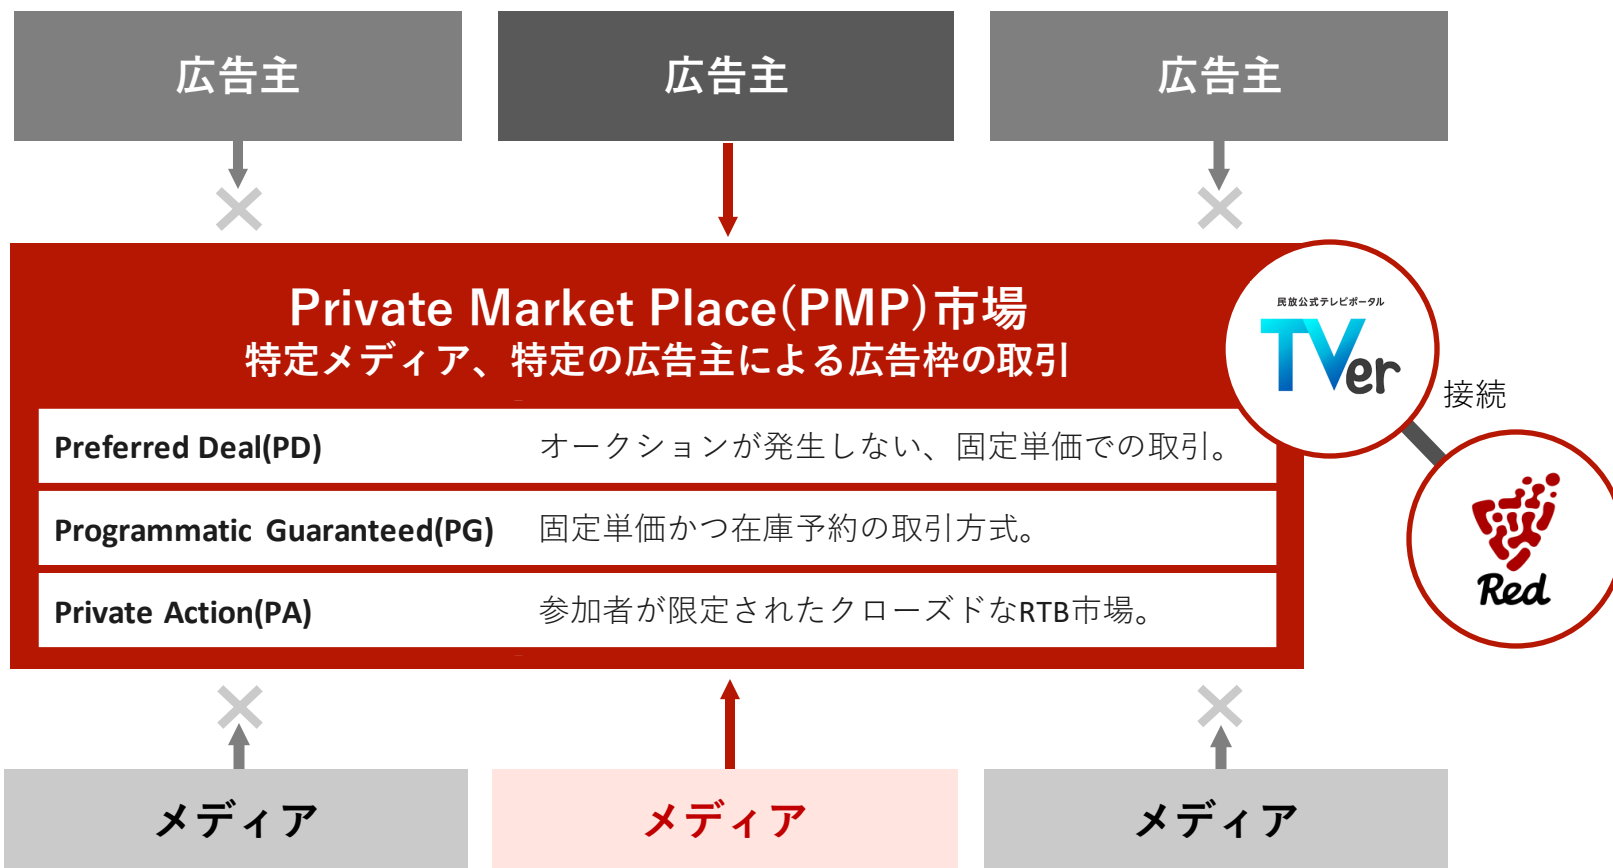 広告主
広告主
広告主
Private Market Place(PMP)市場
特定メディア、特定の広告主による広告枠の取引
民放公式テレビポータル
TVer
接続
Red
Preferred Deal(PD) オークションが発生しない、固定単価での取引。
Programmatic Guaranteed(PG) 固定単価かつ在庫予約の取引方式。
Private Action(PA) 参加者が限定されたクローズドなRTB市場。
メディア
メディア
メディア